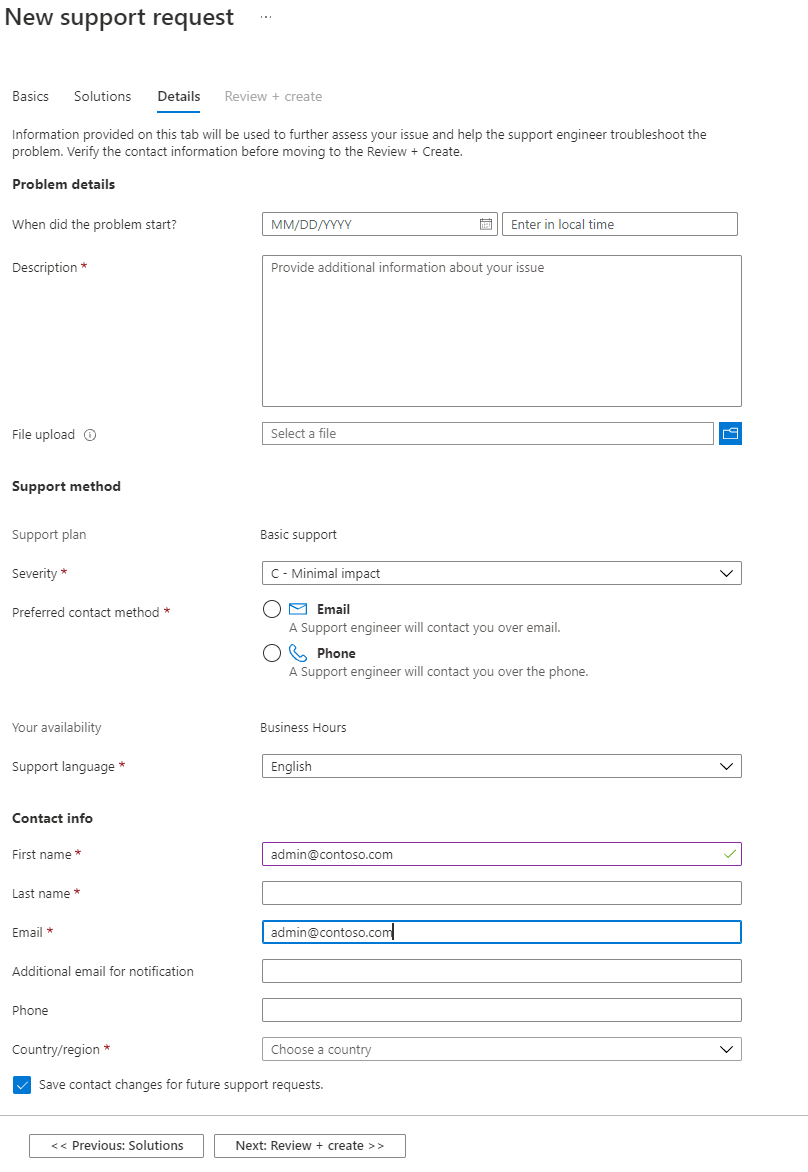 New support request ...
Basics Solutions Details Review + create
Information provided on this tab will be used to further assess your issue and help the support engineer troubleshoot the
problem. Verify the contact information before moving to the Review + Create.
Problem details
When did the problem start? MM/DD/YYYY Enter in local time
Description * Provide additional information about your issue
File upload Select a file
Support method
Support plan Basic support
Severity * C - Minimal impact
Preferred contact method * Email
A Support engineer will contact you over email.
Phone
A Support engineer will contact you over the phone.
Your availability Business Hours
Support language * English
Contact info
First name * admin@contoso.com
Last name *
Email * admin@contoso.com
Additional email for notification
Phone
Country/region * Choose a country
Save contact changes for future support requests.
<< Previous: Solutions Next: Review + create >>